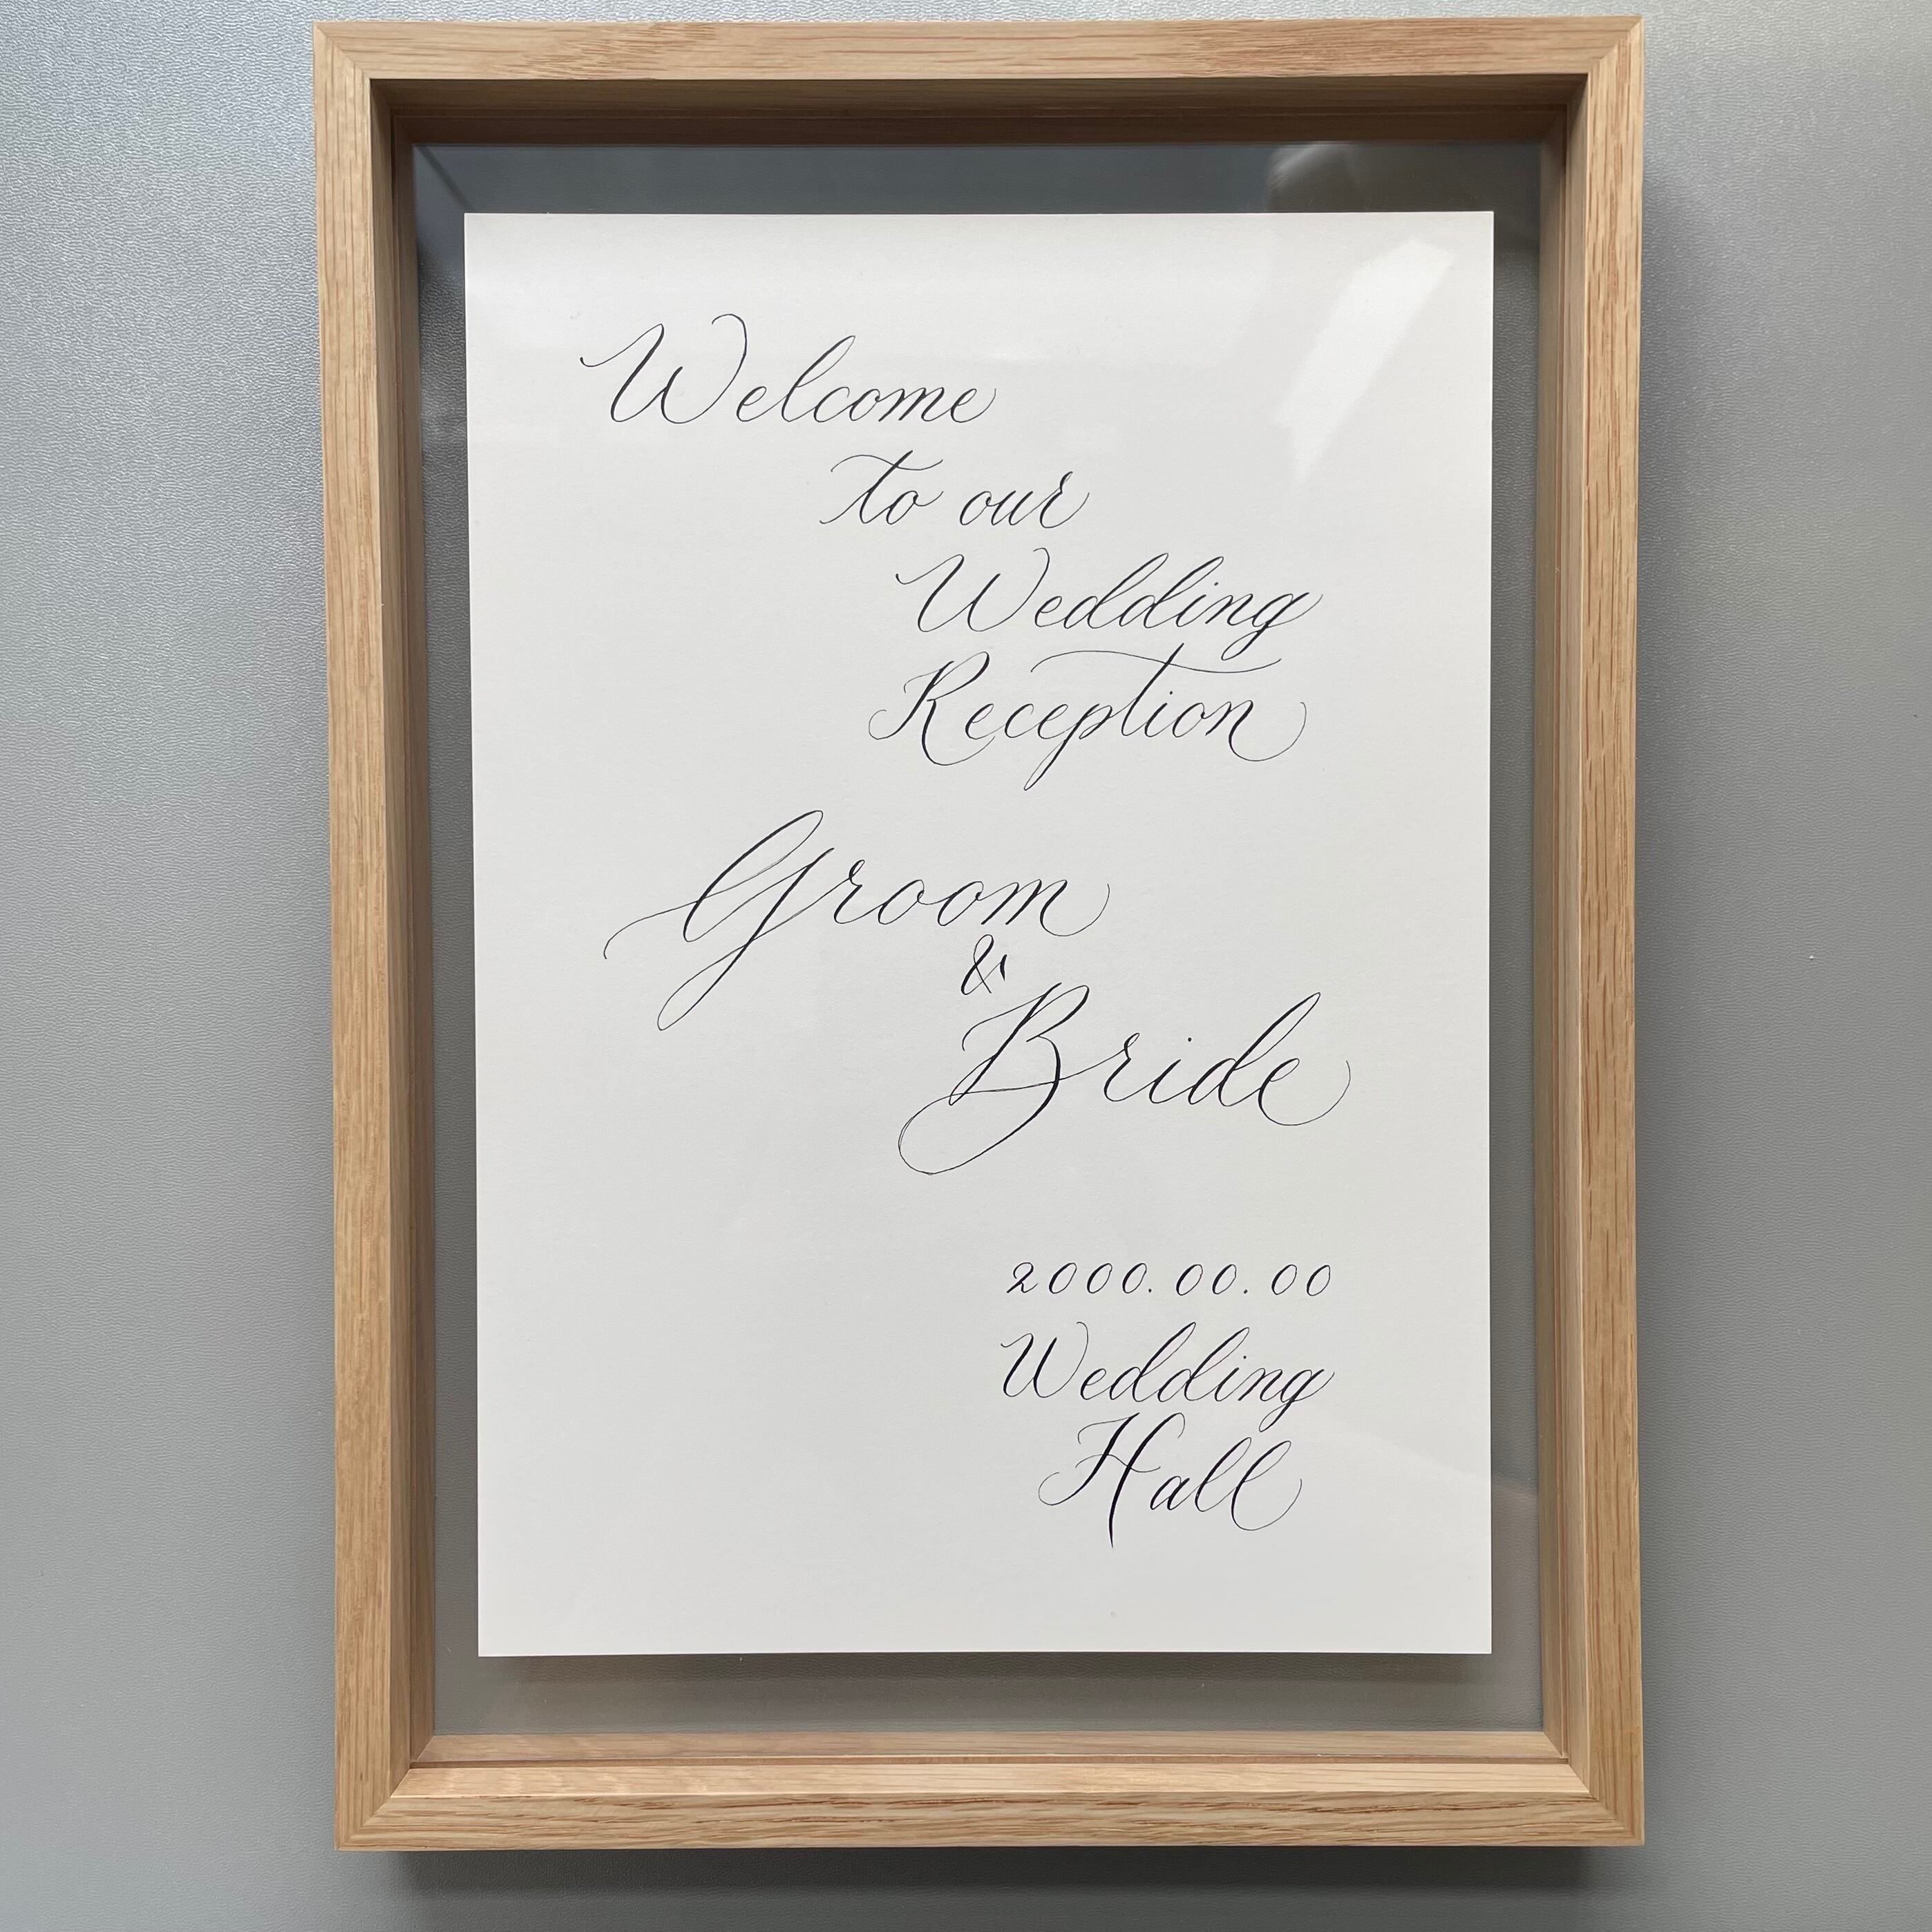 Welcome
to our
Wedding
Reception
Groom
&
Bride
2000.00.00
Wedding
Hall